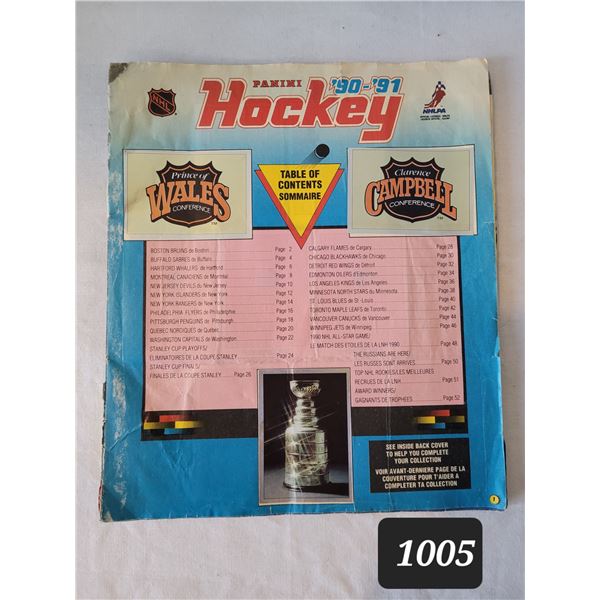 NHL
PANINI '90-'91
Hockey
NHLPA
Prince of
WALES
CONFERENCE
TM
TABLE OF
CONTENTS
SOMMAIRE
Clarence
CAMPBELL
CONFERENCE
TM
BOSTON BRUINS de Boston Page 2
BUFFALO SABRES de Buffalo Page 4
HARTFORD WHALERS de Hartford Page 6
MONTREAL CANADIENS de Montréal Page 8
NEW JERSEY DEVILS du New Jersey Page 10
NEW YORK ISLANDERS de New York Page 12
NEW YORK RANGERS de New York Page 14
PHILADELPHIA FLYERS de Philadelphie Page 16
PITTSBURGH PENGUINS de Pittsburgh Page 18
QUEBEC NORDIQUES de Québec Page 20
WASHINGTON CAPITALS de Washington Page 22
STANLEY CUP PLAYOFFS/
ELIMINATOIRES DE LA COUPE STANLEY Page 24
STANLEY CUP FINALS/
FINALES DE LA COUPE STANLEY Page 26
CALGARY FLAMES de Calgary Page 28
CHICAGO BLACKHAWKS de Chicago Page 30
DETROIT RED WINGS de Détroit Page 32
EDMONTON OILERS d'Edmonton Page 34
LOS ANGELES KINGS de Los Angeles Page 36
MINNESOTA NORTH STARS du Minnesota Page 38
ST. LOUIS BLUES de St.-Louis Page 40
TORONTO MAPLE LEAFS de Toronto Page 42
VANCOUVER CANUCKS de Vancouver Page 44
WINNIPEG JETS de Winnipeg Page 46
1990 NHL ALL-STAR GAME/
LE MATCH DES ETOILES DE LA LNH 1990 Page 48
THE RUSSIANS ARE HERE/
LES RUSSES SONT ARRIVES Page 50
TOP NHL ROOKIES/LES MEILLEURES
RECRUES DE LA LNH Page 51
AWARD WINNERS/
GAGNANTS DE TROPHEES Page 52
SEE INSIDE BACK COVER
TO HELP YOU COMPLETE
YOUR COLLECTION
VOIR AVANT-DERNIERE PAGE DE LA
COUVERTURE POUR T'AIDER A
COMPLETER TA COLLECTION
1
1005